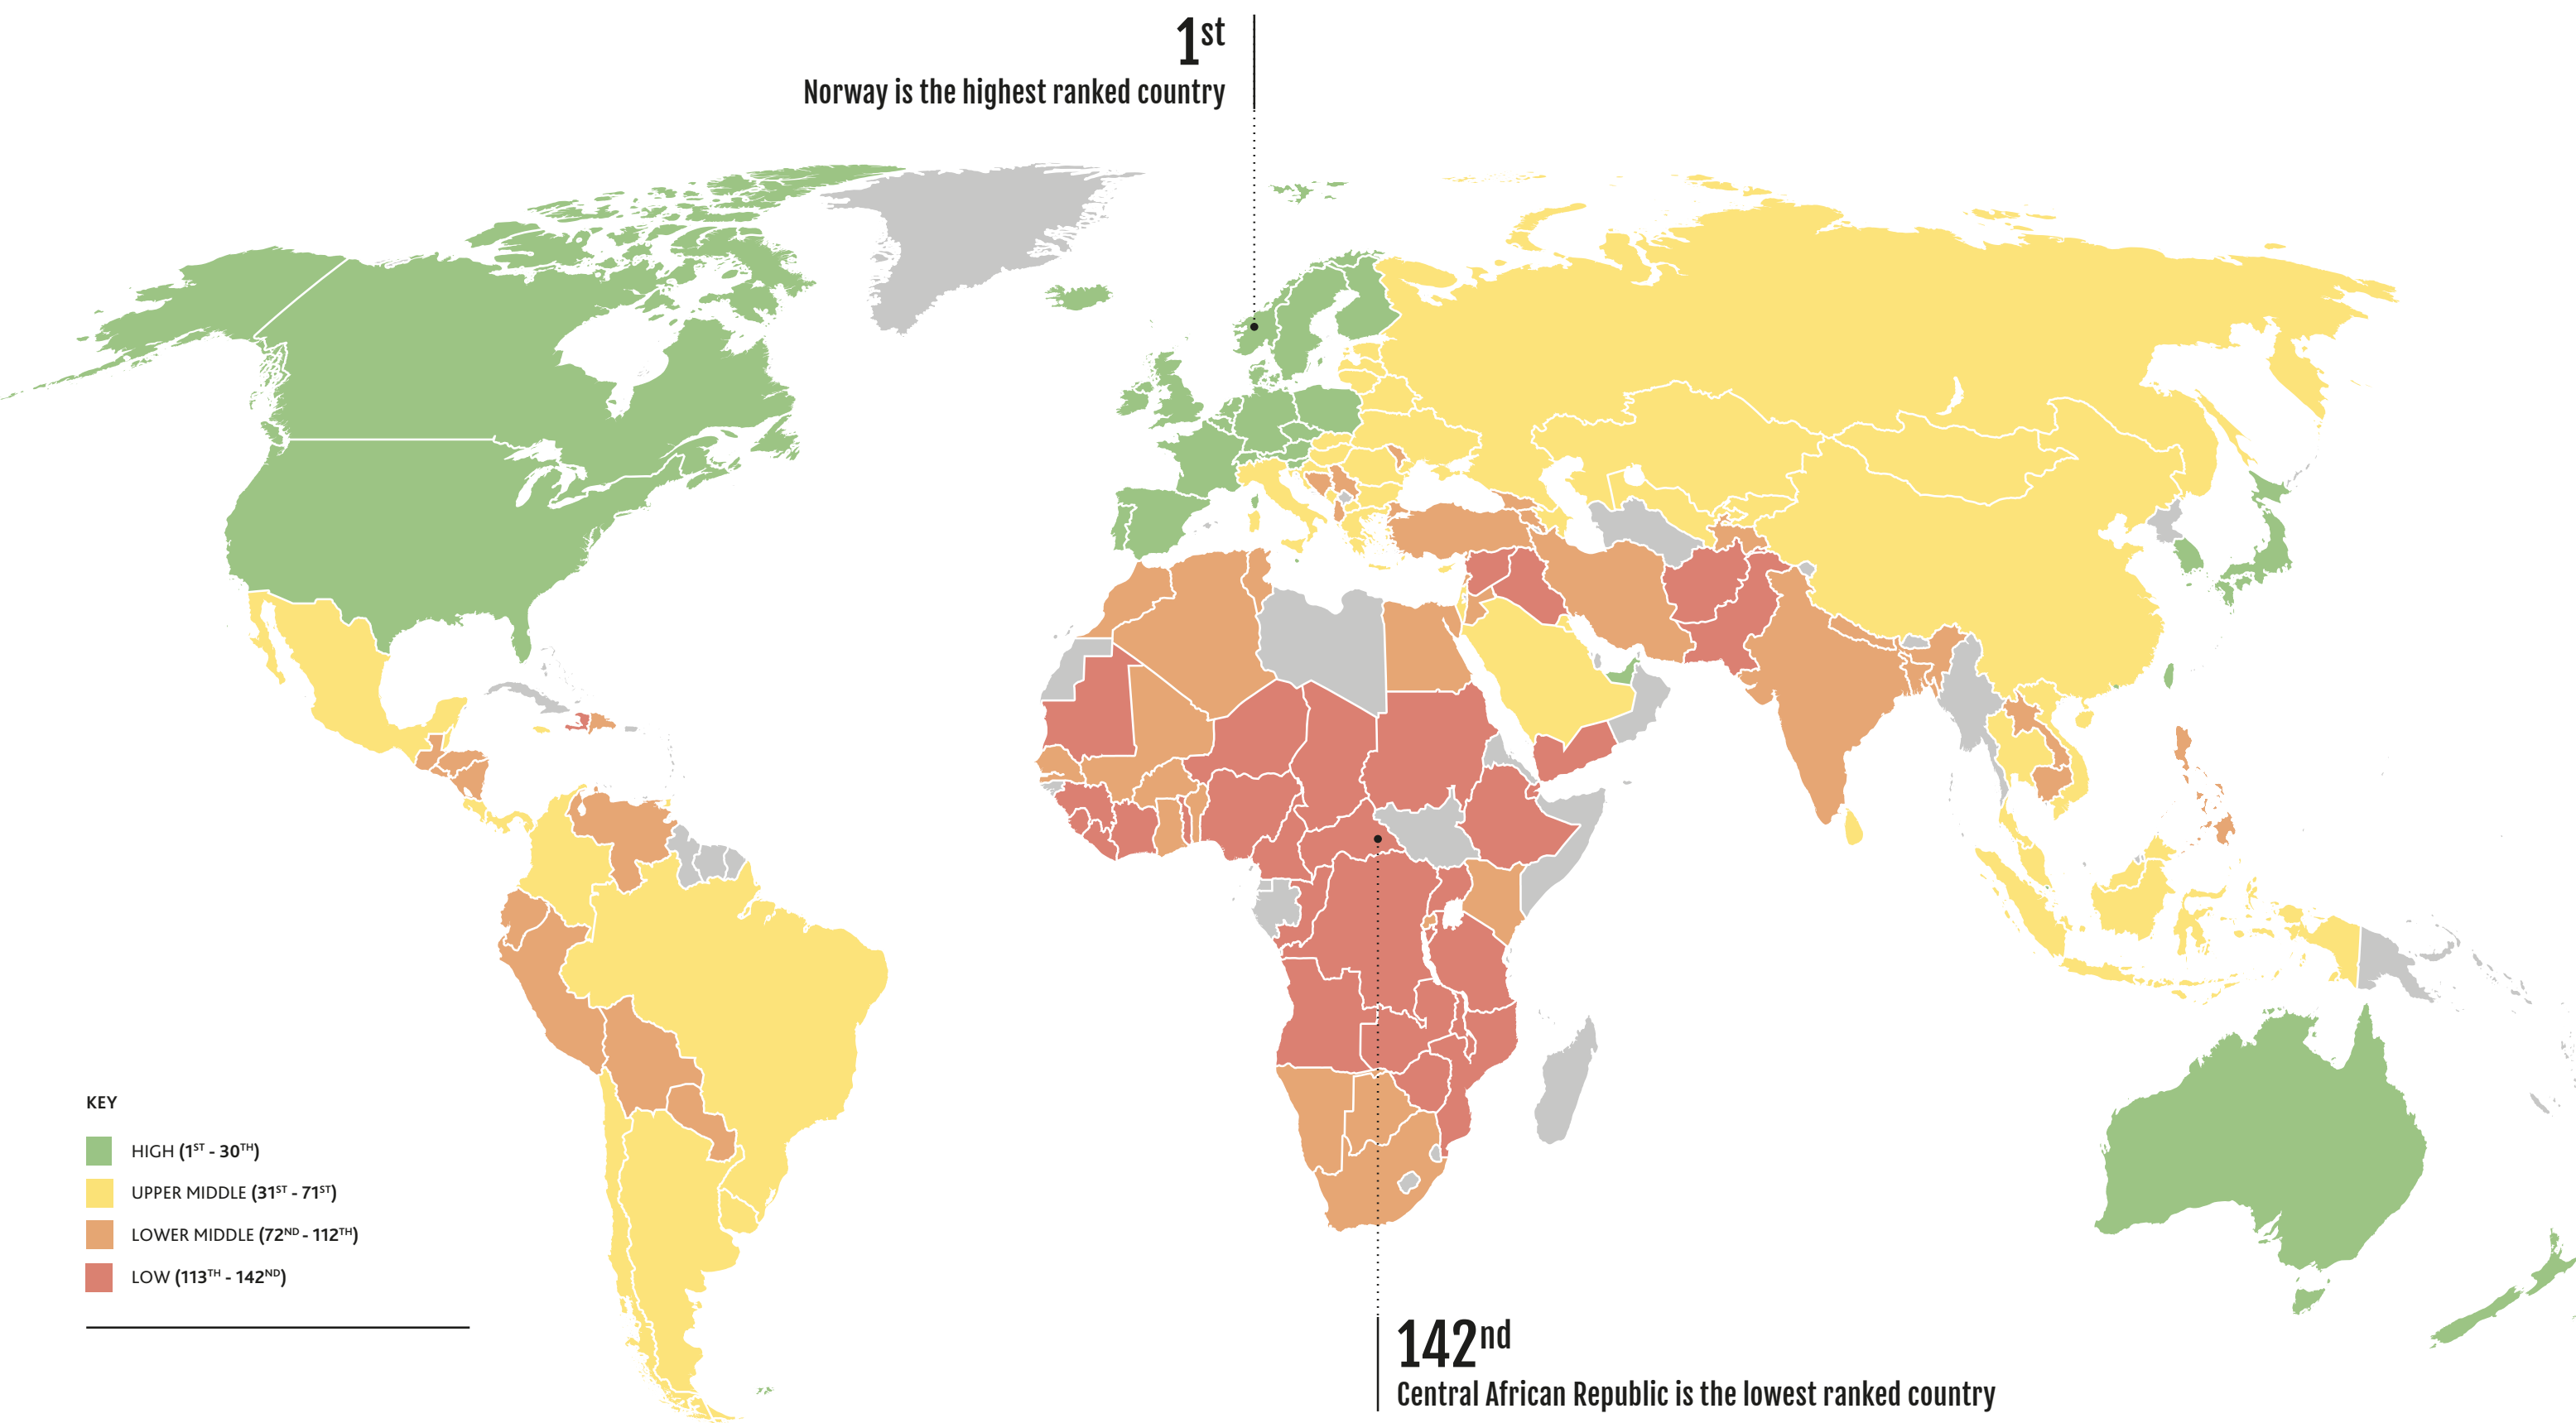 1st
Norway is the highest ranked country
KEY
HIGH (1ST - 30TH)
UPPER MIDDLE (31ST - 71ST)
LOWER MIDDLE (72ND - 112TH)
LOW (113TH - 142ND)
142nd
Central African Republic is the lowest ranked country